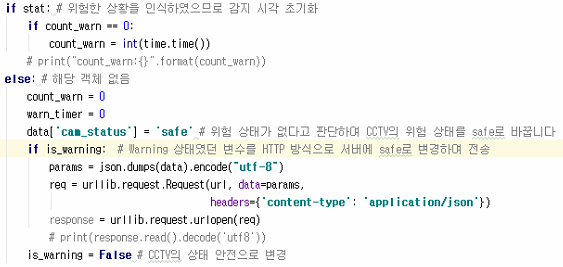 if stat: # 위험한 상황을 인식하였으므로 감지 시각 초기화
    if count_warn == 0:
        count_warn = int(time.time())
    # print("count_warn:{}".format(count_warn))
else: # 해당 객체 없음
    count_warn = 0
    warn_timer = 0
    data['cam_status'] = 'safe' # 위험 상태가 없다고 판단하여 CCTV의 위험 상태를 safe로 바꿉니다
    if is_warning:  # Warning 상태였던 변수를 HTTP 방식으로 서버에 safe로 변경하며 전송
        params = json.dumps(data).encode("utf-8")
        req = urllib.request.Request(url, data=params,
                                     headers={'content-type': 'application/json'})
        response = urllib.request.urlopen(req)
        # print(response.read().decode('utf8'))
    is_warning = False # CCTV의 상태 안전으로 변경